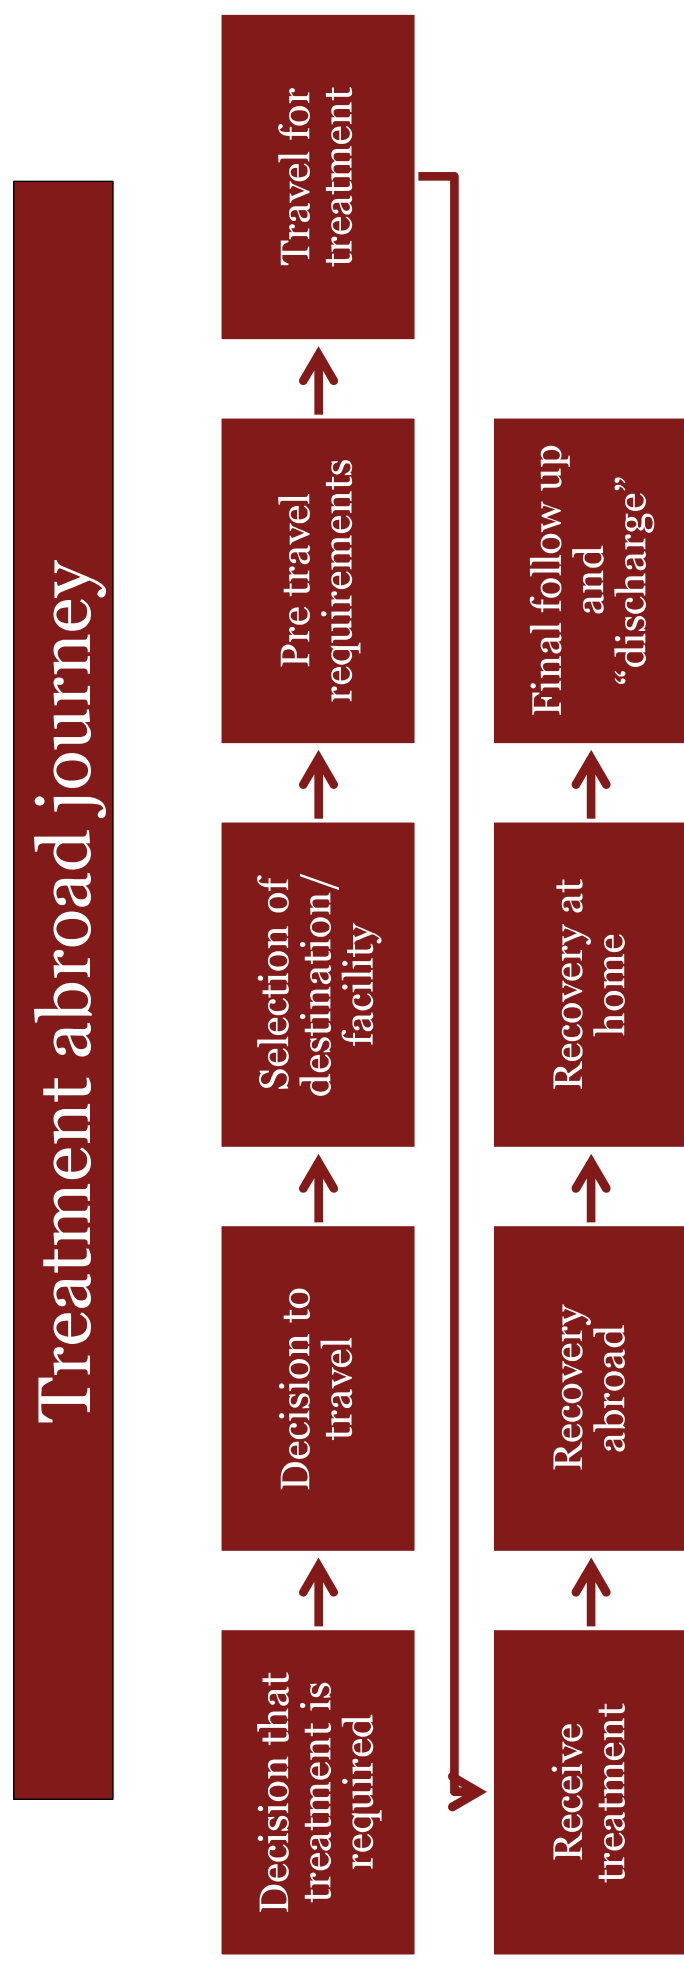 Treatment abroad journey
Decision that
treatment is
required
Decision to
travel
Selection of
destination/
facility
Pre travel
requirements
Travel for
treatment
Receive
treatment
Recovery
abroad
Recovery at
home
Final follow up
and
“discharge”